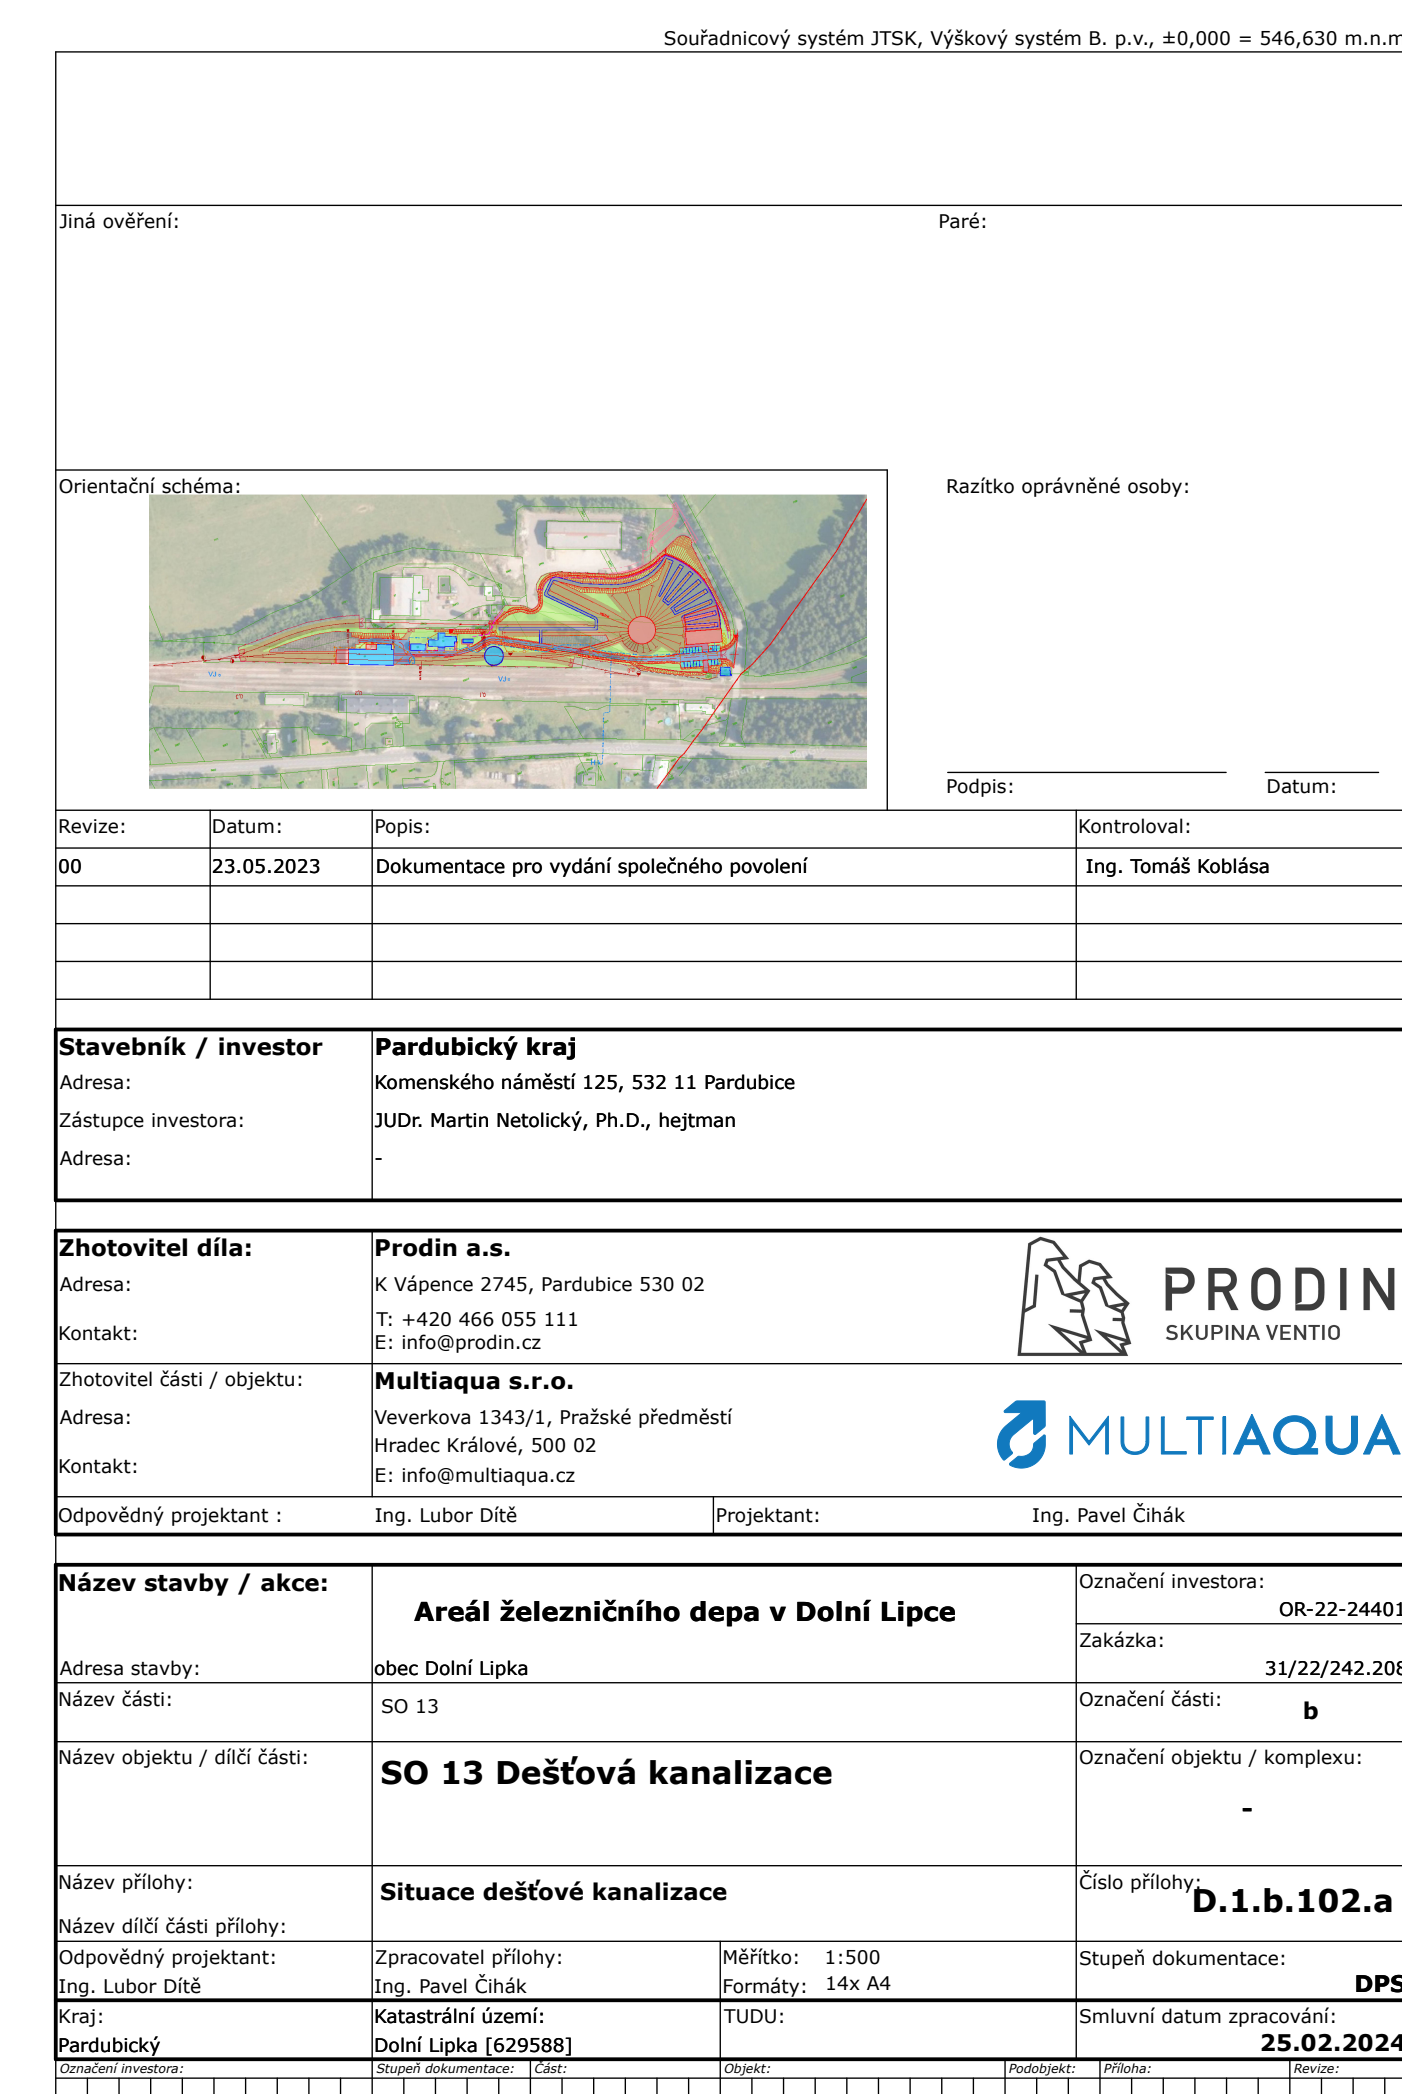 Souřadnicový systém JTSK, Výškový systém B. p.v., ±0,000 = 546,630 m.n.m
Jiná ověření:
Paré:
Orientační schéma:
Razítko oprávněné osoby:
Podpis:
Datum:
Revize:
Datum:
Popis:
Kontroloval:
00
23.05.2023
Dokumentace pro vydání společného povolení
Ing. Tomáš Koblása
Stavebník / investor
Pardubický kraj
Adresa:
Komenského náměstí 125, 532 11 Pardubice
Zástupce investora:
JUDr. Martin Netolický, Ph.D., hejtman
Adresa:
-
Zhotovitel díla:
Prodin a.s.
Adresa:
K Vápence 2745, Pardubice 530 02
Kontakt:
T: +420 466 055 111
E: info@prodin.cz
PRODIN
SKUPINA VENTIO
Zhotovitel části / objektu:
Multiaqua s.r.o.
Adresa:
Veverkova 1343/1, Pražské předměstí
Hradec Králové, 500 02
Kontakt:
E: info@multiaqua.cz
MULTIAQUA
Odpovědný projektant :
Ing. Lubor Dítě
Projektant:
Ing. Pavel Čihák
Název stavby / akce:
Areál železničního depa v Dolní Lipce
Označení investora:
OR-22-24401
Zakázka:
31/22/242.208
Adresa stavby:
obec Dolní Lipka
Název části:
SO 13
Označení části:
b
Název objektu / dílčí části:
SO 13 Dešťová kanalizace
Označení objektu / komplexu:
-
Název přílohy:
Situace dešťové kanalizace
Číslo přílohy:
D.1.b.102.a
Název dílčí části přílohy:
Odpovědný projektant:
Zpracovatel přílohy:
Měřítko: 1:500
Stupeň dokumentace:
Ing. Lubor Dítě
Ing. Pavel Čihák
Formáty: 14x A4
DPS
Kraj:
Katastrální území:
TUDU:
Smluvní datum zpracování:
Pardubický
Dolní Lipka [629588]
25.02.2024
Označení investora:
Stupeň dokumentace:
Část:
Objekt:
Podobjekt:
Příloha:
Revize: